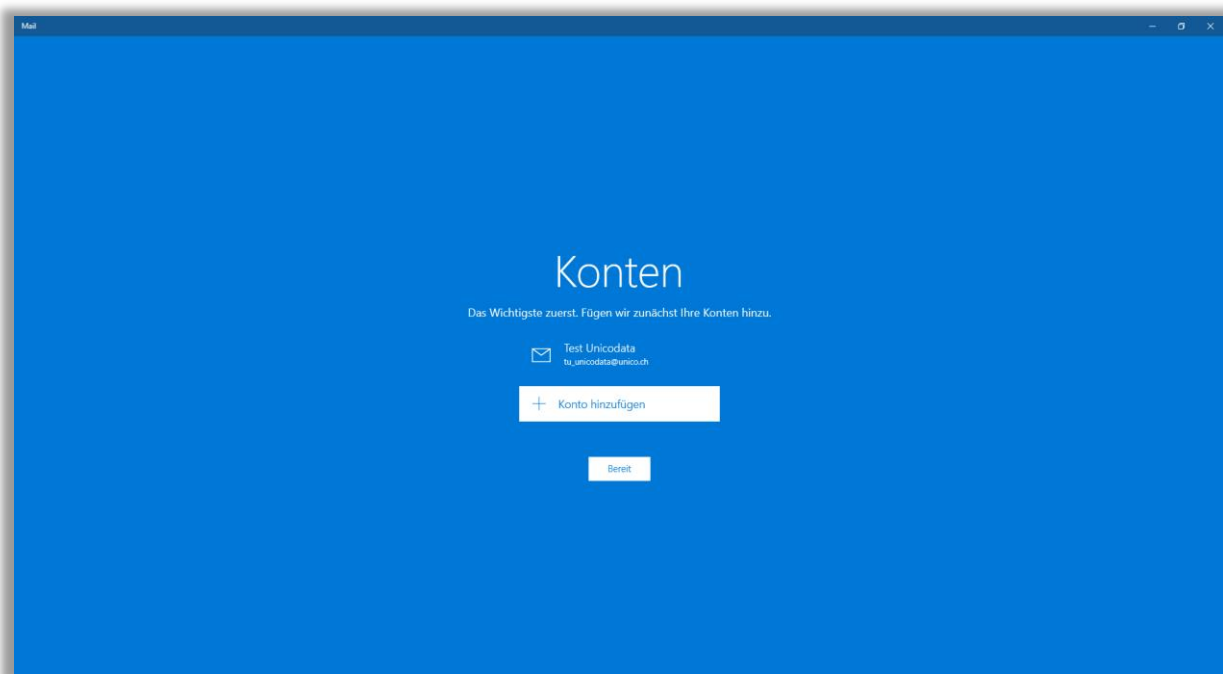 Mail
Konten
Das Wichtigste zuerst. Fügen wir zunächst Ihre Konten hinzu.
Test Unicodata
tu_unicodata@unico.ch
Konto hinzufügen
Bereit